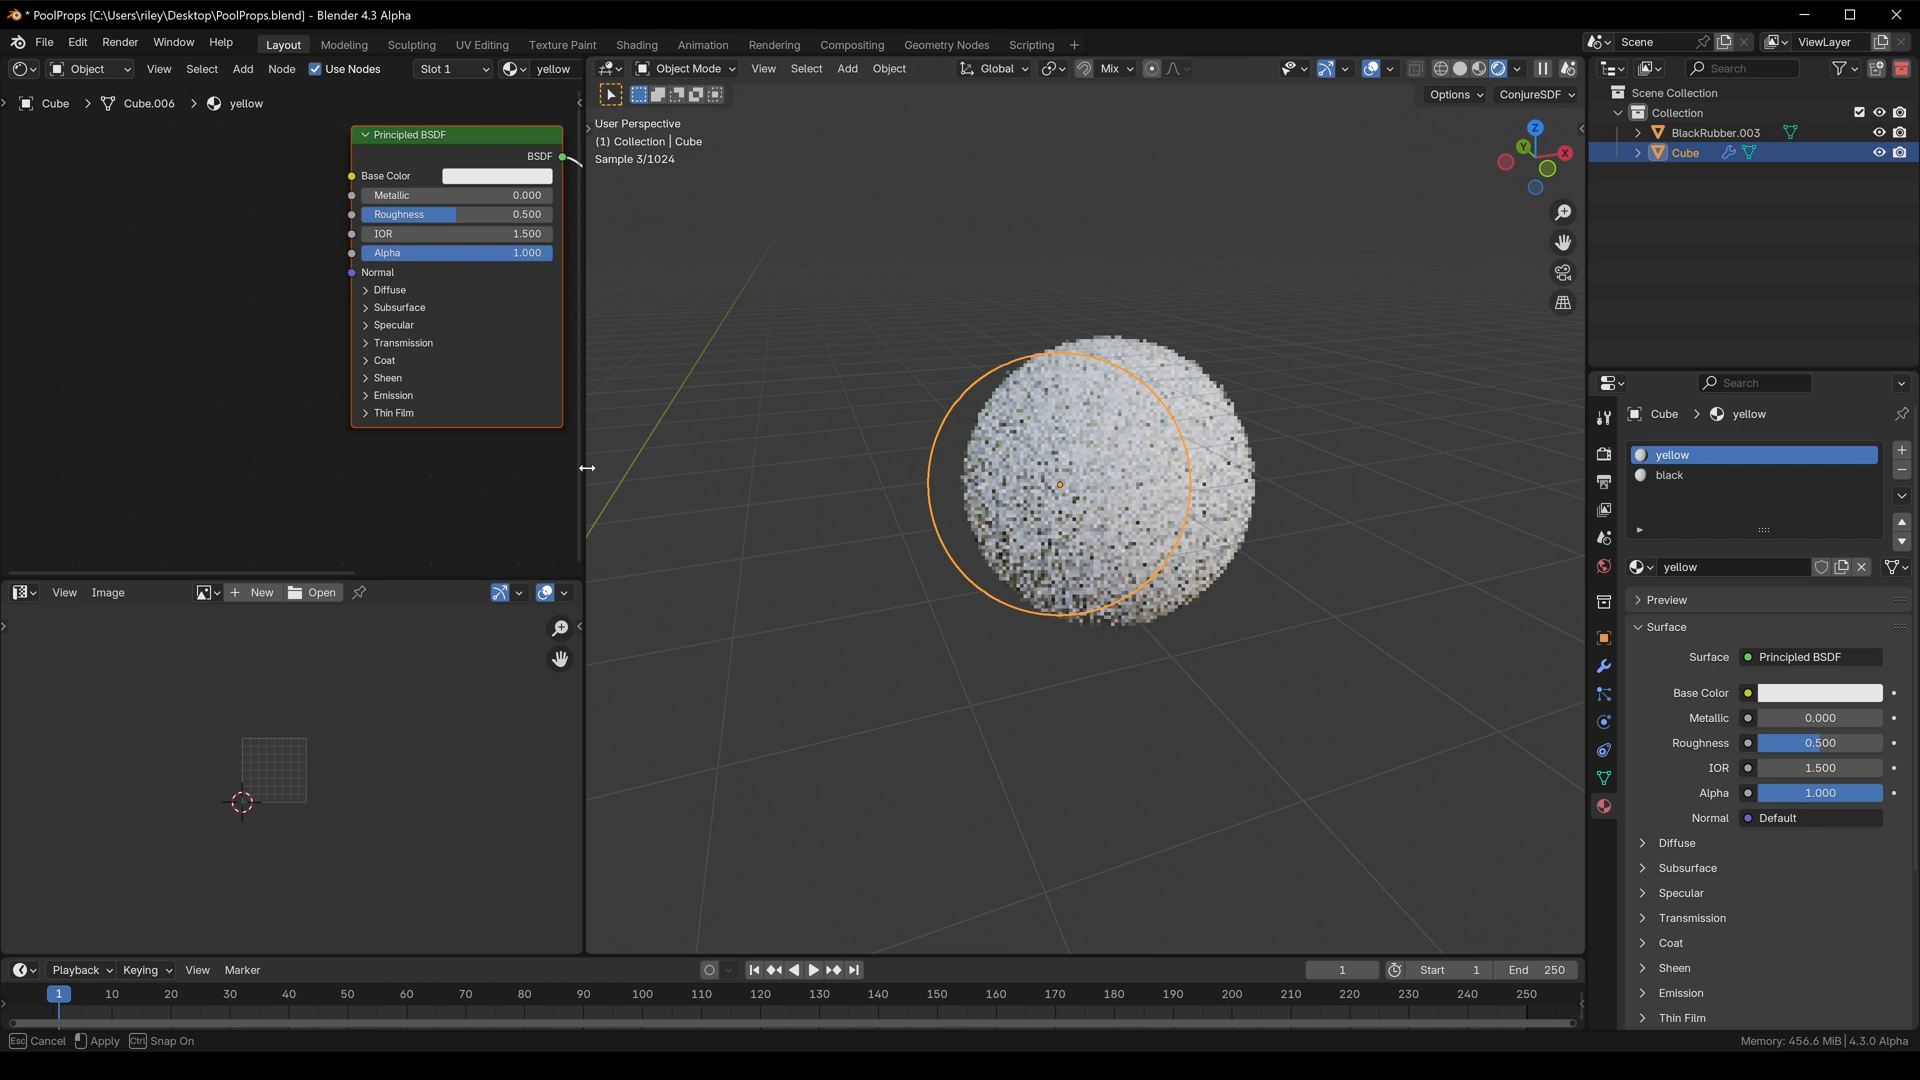 * PoolProps [C:\Users\riley\Desktop\PoolProps.blend] - Blender 4.3 Alpha
File Edit Render Window Help Layout Modeling Sculpting UV Editing Texture Paint Shading Animation Rendering Compositing Geometry Nodes Scripting + Scene ViewLayer
Object View Select Add Node Use Nodes Slot 1 yellow
Object Mode View Select Add Object Global Mix
Search
Options ConjureSDF
Scene Collection
Collection
BlackRubber.003
Cube
Cube > Cube.006 > yellow
Principled BSDF
BSDF
Base Color
Metallic 0.000
Roughness 0.500
IOR 1.500
Alpha 1.000
Normal
Diffuse
Subsurface
Specular
Transmission
Coat
Sheen
Emission
Thin Film
User Perspective
(1) Collection | Cube
Sample 3/1024
Z
Y
X
View Image New Open
Search
Cube > yellow
yellow
black
yellow
Preview
Surface
Surface Principled BSDF
Base Color
Metallic 0.000
Roughness 0.500
IOR 1.500
Alpha 1.000
Normal Default
Diffuse
Subsurface
Specular
Transmission
Coat
Sheen
Emission
Thin Film
Playback Keying View Marker 1 Start 1 End 250
1 10 20 30 40 50 60 70 80 90 100 110 120 130 140 150 160 170 180 190 200 210 220 230 240 250
Esc Cancel Apply Ctrl Snap On Memory: 456.6 MiB | 4.3.0 Alpha